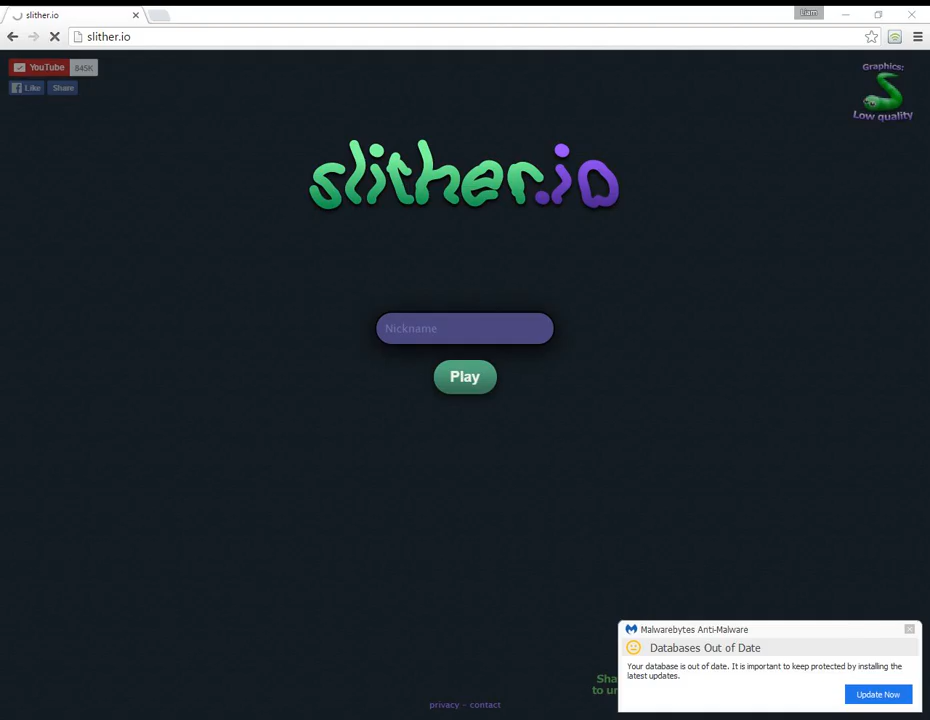 slither.io
Liam
slither.io
YouTube 845K
Like Share
Graphics:
Low quality
slither.io
Nickname
Play
Malwarebytes Anti-Malware
Databases Out of Date
Your database is out of date. It is important to keep protected by installing the
latest updates.
Update Now
to
privacy - contact